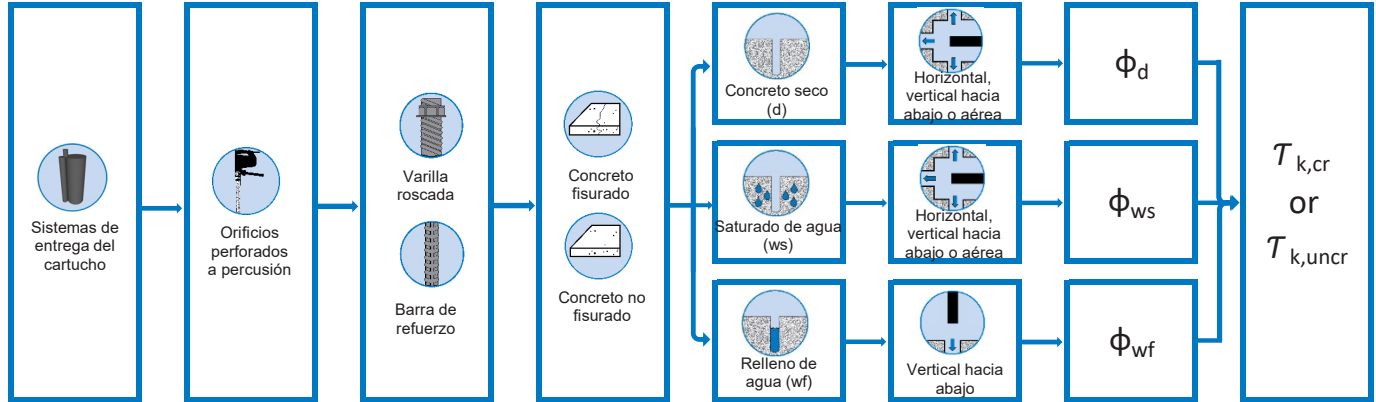 Sistemas de
entrega del
cartucho
Orificios
perforados
a percusión
Varilla
roscada
Barra de
refuerzo
Concreto
fisurado
Concreto no
fisurado
Concreto seco
(d)
Horizontal,
vertical hacia
abajo o aérea
ϕd
Saturado de agua
(ws)
Horizontal,
vertical hacia
abajo o aérea
ϕws
Relleno de
agua (wf)
Vertical hacia
abajo
ϕwf
τ k,cr
or
τ k,uncr